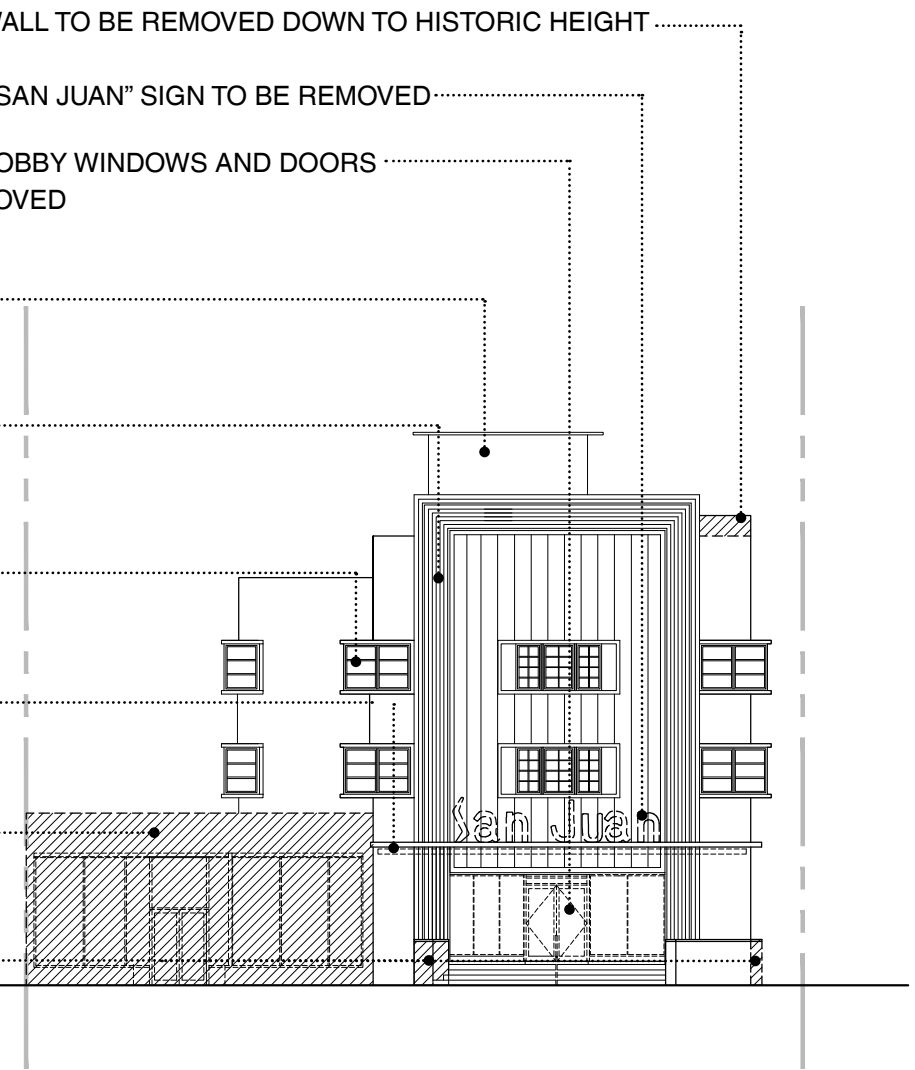 WALL TO BE REMOVED DOWN TO HISTORIC HEIGHT
SAN JUAN” SIGN TO BE REMOVED
OBBY WINDOWS AND DOORS
OVED
San Juan